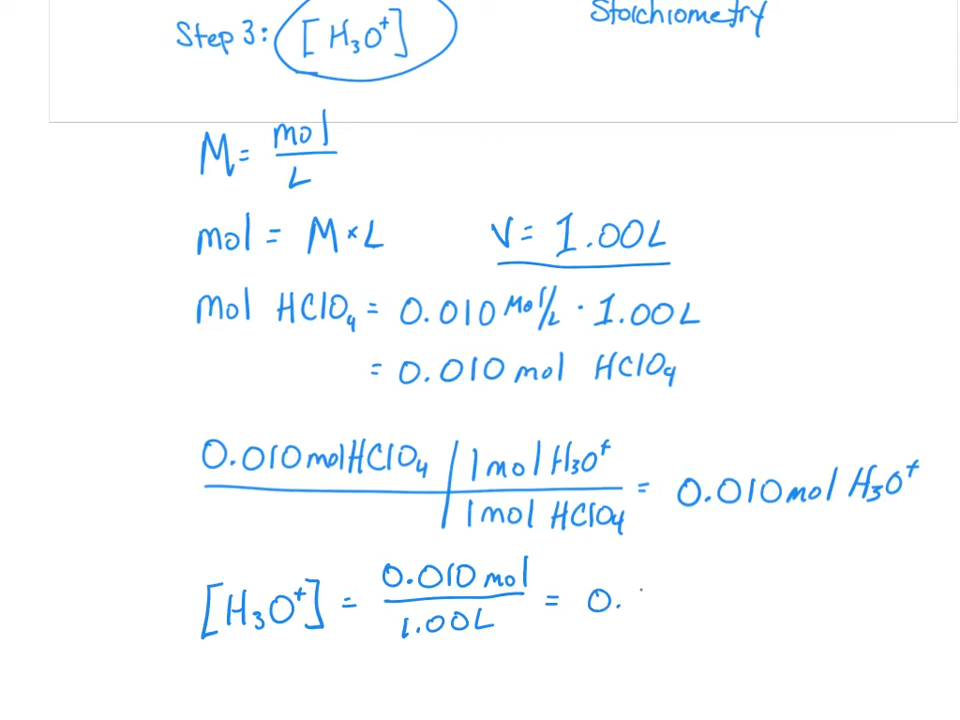 Step 3: [H₃O⁺] Stoichiometry
M = mol / L
mol = M × L V = 1.00L
mol HClO₄ = 0.010 Mol/L · 1.00L
= 0.010 mol HClO₄
0.010 mol HClO₄ | 1 mol H₃O⁺ / 1 mol HClO₄ = 0.010 mol H₃O⁺
[H₃O⁺] = 0.010 mol / 1.00L = 0.